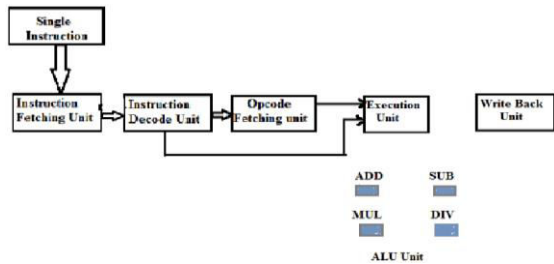 Single
Instruction
Instruction
Fetching Unit
Instruction
Decode Unit
Opcode
Fetching unit
Execution
Unit
Write Back
Unit
ADD
SUB
MUL
DIV
ALU Unit